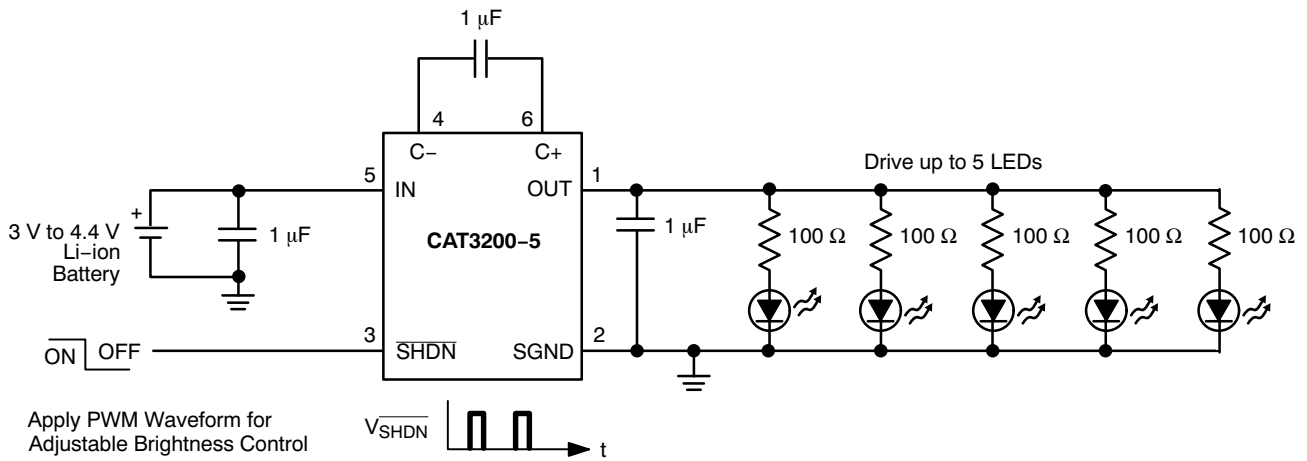 1 μF
4
6
C−
C+
Drive up to 5 LEDs
5
IN
OUT
1
3 V to 4.4 V
Li−ion
Battery
+
1 μF
CAT3200−5
1 μF
100 Ω
100 Ω
100 Ω
100 Ω
100 Ω
ON
OFF
3
SHDN
SGND
2
Apply PWM Waveform for
Adjustable Brightness Control
VSHDN
t